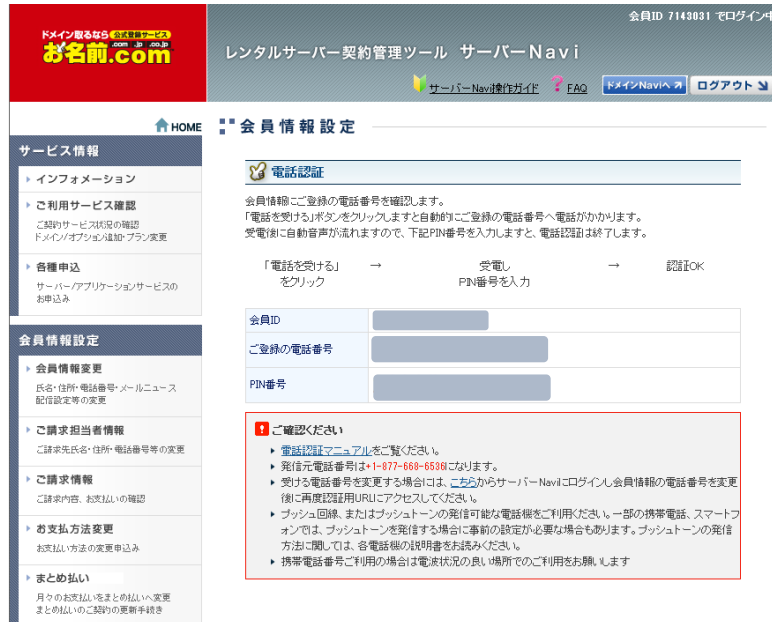 会員ID 7143031 でログイン中
ドメイン取るなら 公式登録サービス
お名前.com
.com .jp .co.jp
レンタルサーバー契約管理ツール サーバーNavi
サーバーNavi操作ガイド
FAQ
ドメインNaviへ
ログアウト
HOME
会員情報設定
サービス情報
インフォメーション
ご利用サービス確認
ご契約サービス状況の確認
ドメイン/オプション追加・プラン変更
各種申込
サーバー/アプリケーションサービスの
お申込み
会員情報設定
会員情報変更
氏名・住所・電話番号・メールニュース
配信設定等の変更
ご請求担当者情報
ご請求先氏名・住所・電話番号等の変更
ご請求情報
ご請求内容、お支払いの確認
お支払方法変更
お支払い方法の変更申込み
まとめ払い
月々のお支払いをまとめ払いへ変更
まとめ払いのご契約の更新手続き
電話認証
会員情報にご登録の電話番号を確認します。
「電話を受ける」ボタンをクリックしますと自動的にご登録の電話番号へ電話がかかります。
受電後に自動音声が流れますので、下記PIN番号を入力しますと、電話認証は終了します。
「電話を受ける」 → 受電し → 認証OK
をクリック PIN番号を入力
会員ID
ご登録の電話番号
PIN番号
ご確認ください
電話認証マニュアルをご覧ください。
発信元電話番号は+1-877-668-6536になります。
受ける電話番号を変更する場合には、こちらからサーバーNaviにログインし会員情報の電話番号を変更
後に再度認証用URLにアクセスしてください。
プッシュ回線、またはプッシュトーンの発信可能な電話機をご利用ください。一部の携帯電話、スマートフ
ォンでは、プッシュトーンを発信する場合に事前の設定が必要な場合もあります。プッシュトーンの発信
方法に関しては、各電話機の説明書をお読みください。
携帯電話番号ご利用の場合は電波状況の良い場所でのご利用をお願いします